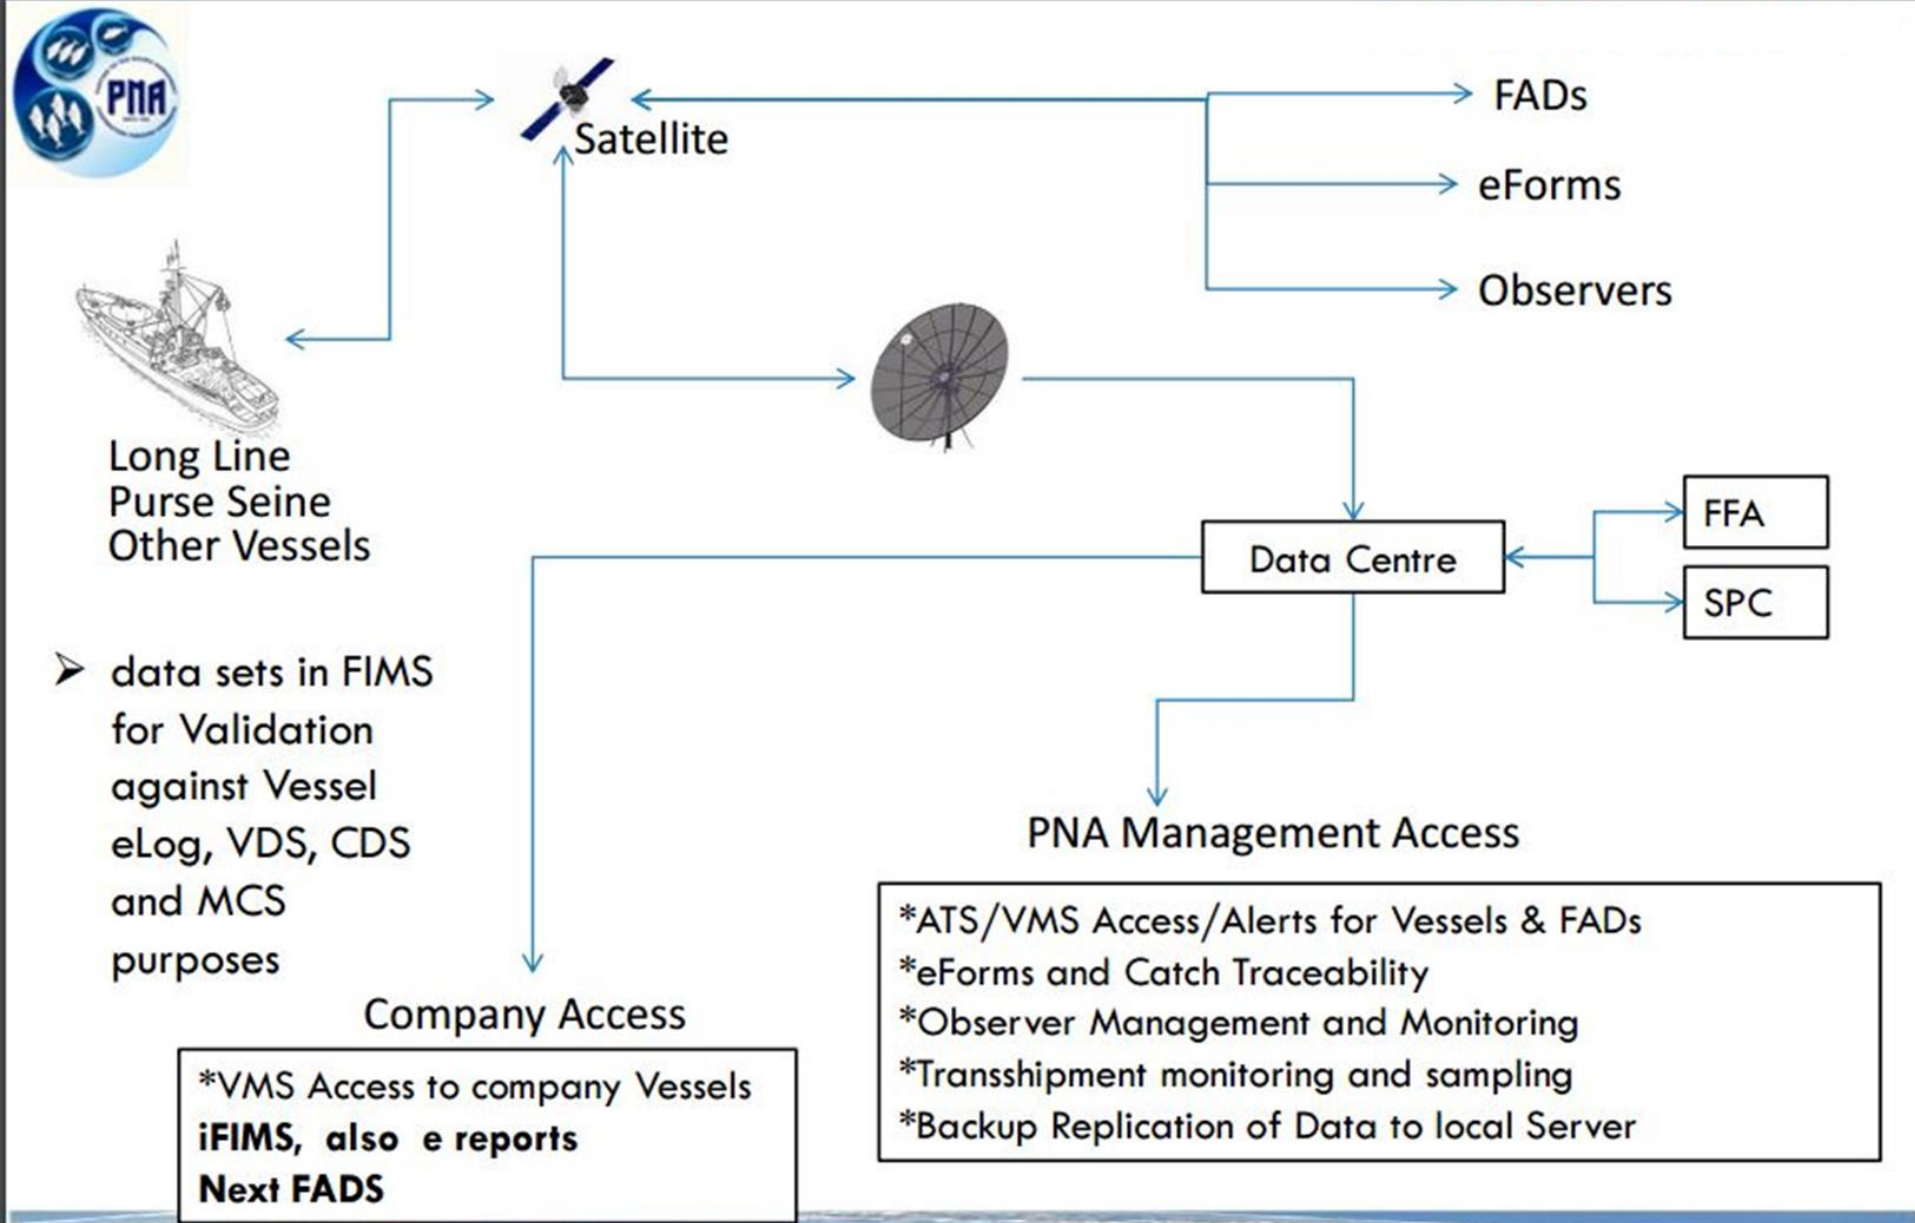 PNA
Satellite
FADs
eForms
Observers
Long Line
Purse Seine
Other Vessels
Data Centre
FFA
SPC
➢ data sets in FIMS
for Validation
against Vessel
eLog, VDS, CDS
and MCS
purposes
PNA Management Access
*ATS/VMS Access/Alerts for Vessels & FADs
*eForms and Catch Traceability
*Observer Management and Monitoring
*Transshipment monitoring and sampling
*Backup Replication of Data to local Server
Company Access
*VMS Access to company Vessels
iFIMS, also e reports
Next FADS